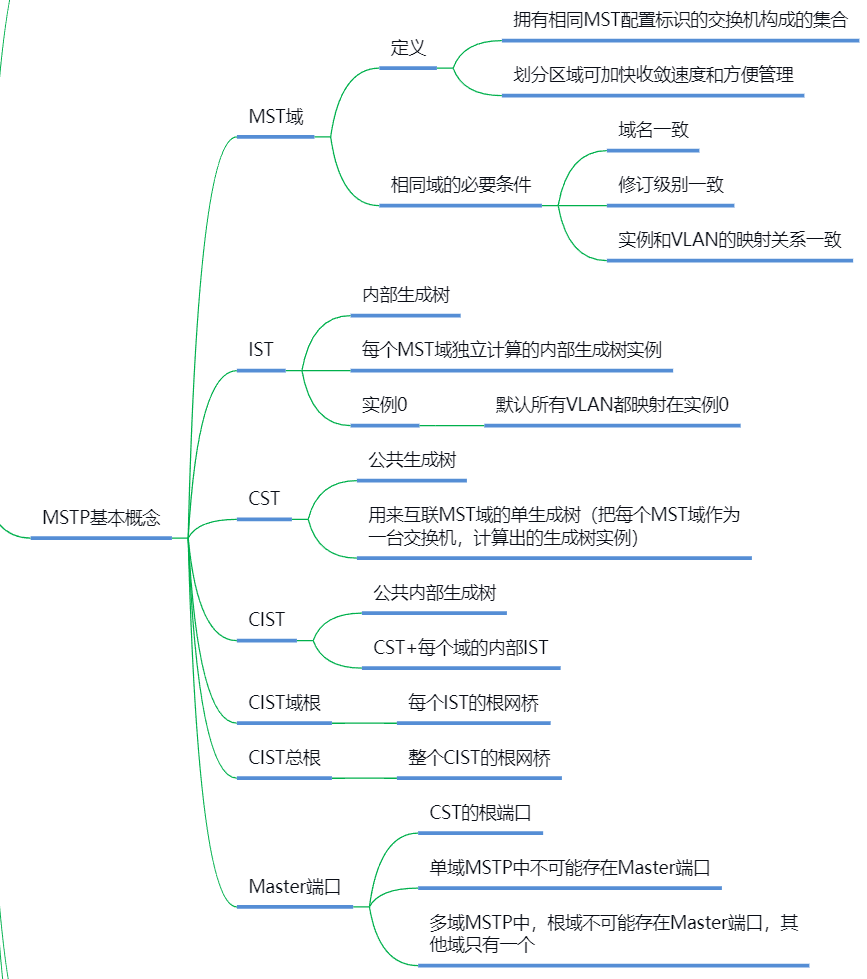 MSTP基本概念
MST域
定义
拥有相同MST配置标识的交换机构成的集合
划分区域可加快收敛速度和方便管理
相同域的必要条件
域名一致
修订级别一致
实例和VLAN的映射关系一致
IST
内部生成树
每个MST域独立计算的内部生成树实例
实例0
默认所有VLAN都映射在实例0
CST
公共生成树
用来互联MST域的单生成树（把每个MST域作为
一台交换机，计算出的生成树实例）
CIST
公共内部生成树
CST+每个域的内部IST
CIST域根
每个IST的根网桥
CIST总根
整个CIST的根网桥
Master端口
CST的根端口
单域MSTP中不可能存在Master端口
多域MSTP中，根域不可能存在Master端口，其
他域只有一个